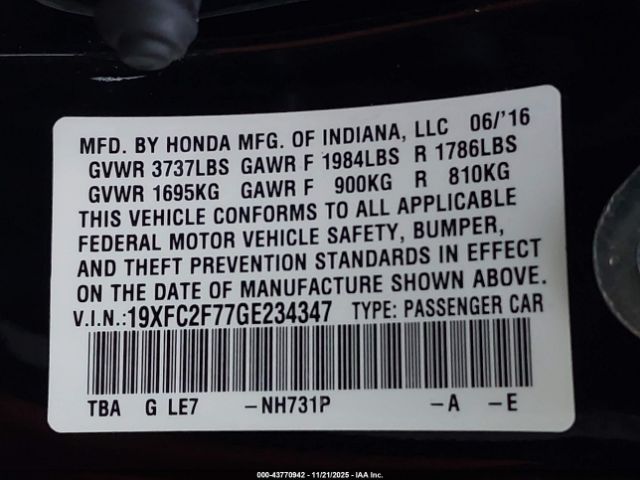 MFD. BY HONDA MFG. OF INDIANA, LLC 06/'16
GVWR 3737LBS GAWR F 1984LBS R 1786LBS
GVWR 1695KG GAWR F 900KG R 810KG
THIS VEHICLE CONFORMS TO ALL APPLICABLE
FEDERAL MOTOR VEHICLE SAFETY, BUMPER,
AND THEFT PREVENTION STANDARDS IN EFFECT
ON THE DATE OF MANUFACTURE SHOWN ABOVE.
V.I.N.:19XFC2F77GE234347 TYPE: PASSENGER CAR
TBA G LE7 -NH731P -A -E
000-43770942 - 11/21/2025 - IAA Inc.